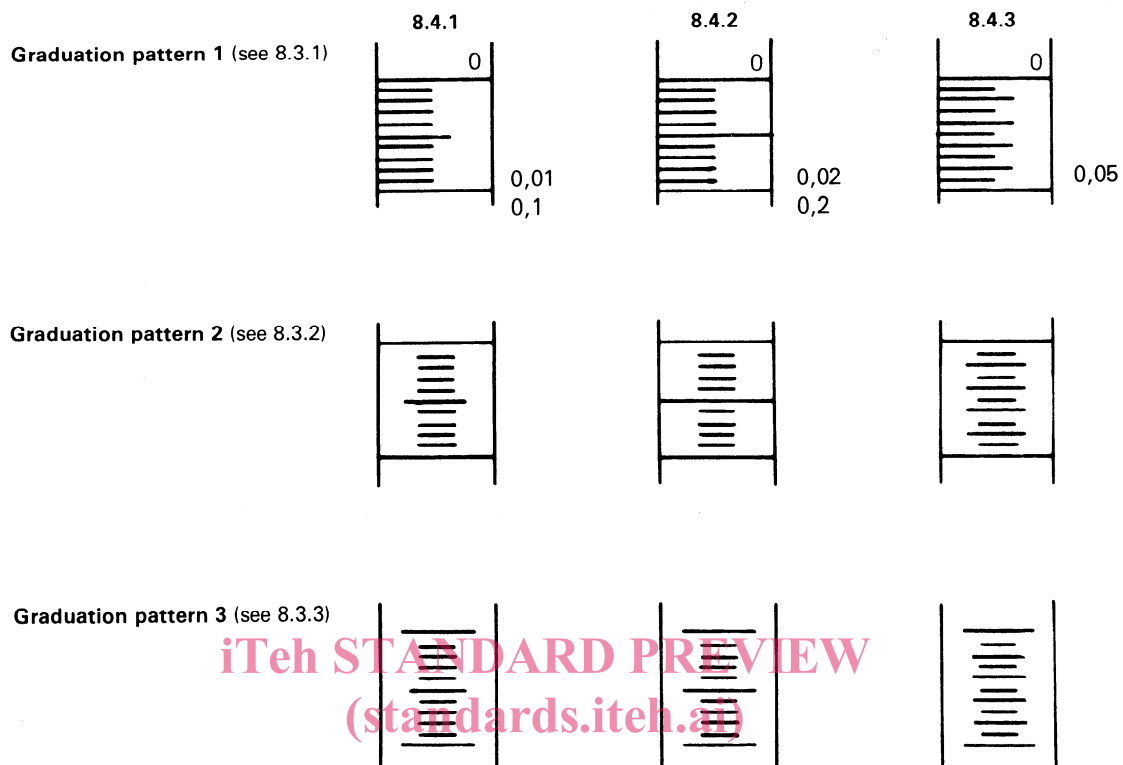 8.4.1 8.4.2 8.4.3
Graduation pattern 1 (see 8.3.1)
0 0 0
0,01 0,02 0,05
0,1 0,2
Graduation pattern 2 (see 8.3.2)
Graduation pattern 3 (see 8.3.3)
iTeh STANDARD PREVIEW
(standards.iteh.ai)